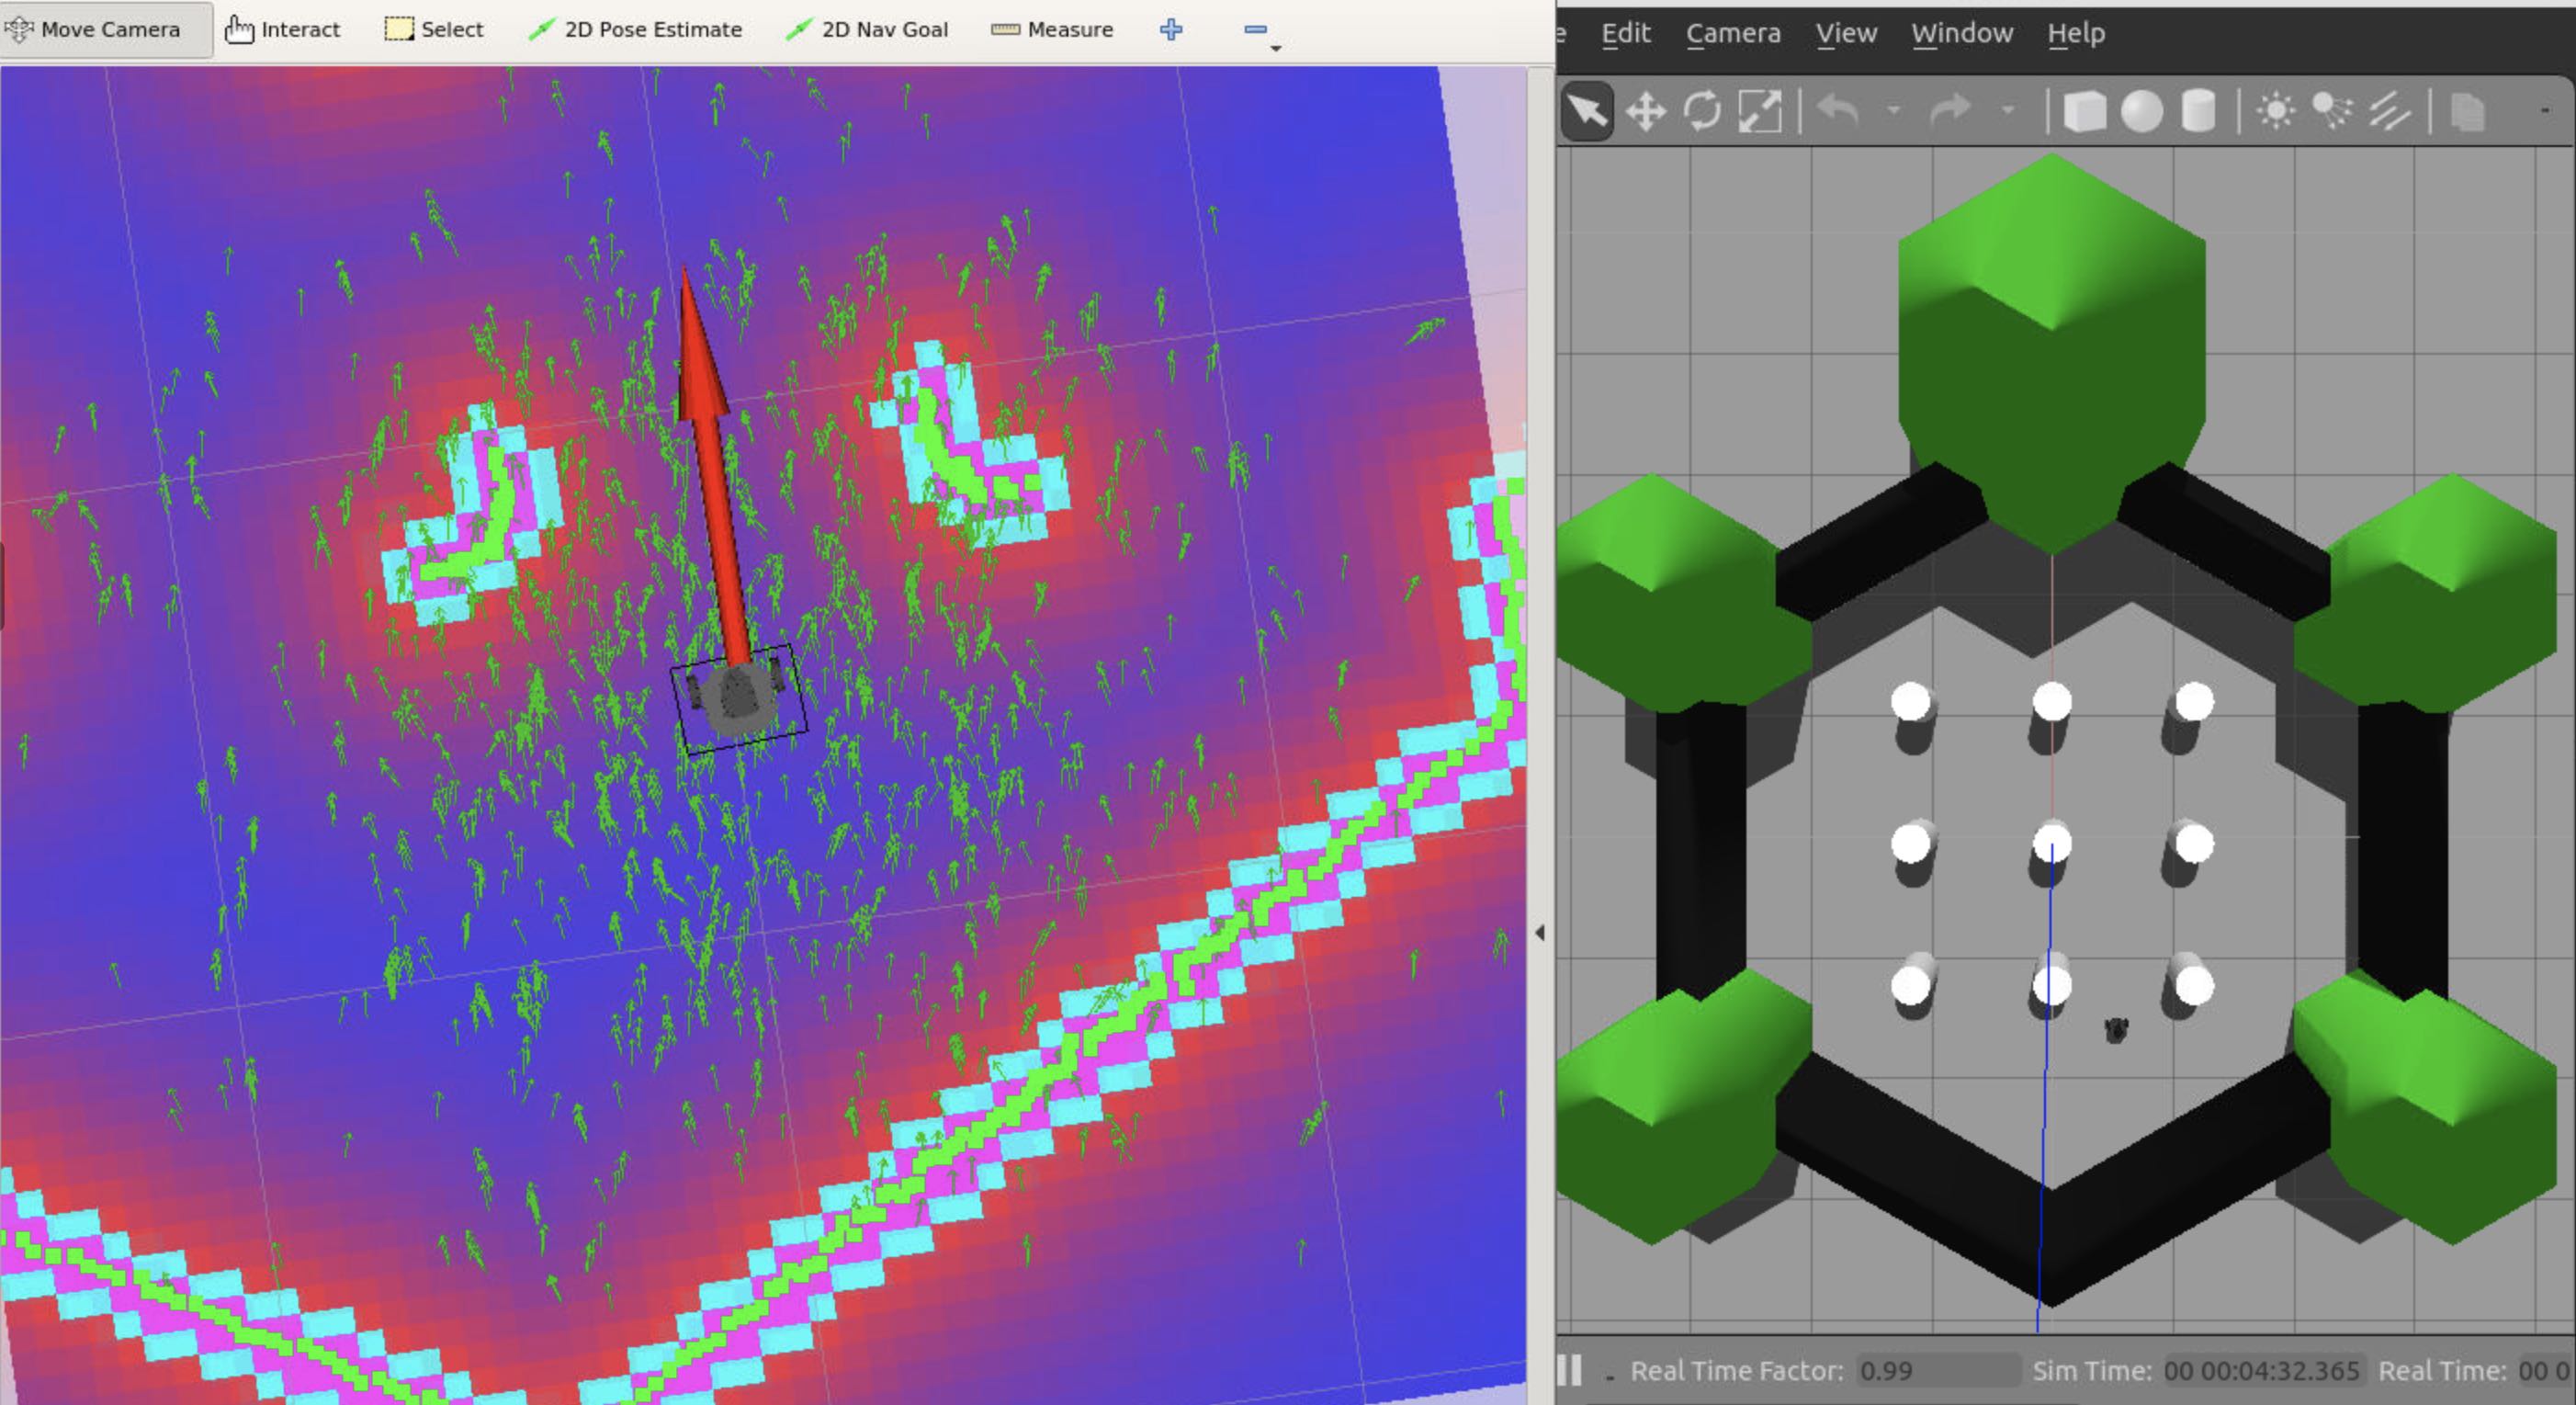 Move Camera Interact Select 2D Pose Estimate 2D Nav Goal Measure
e Edit Camera View Window Help
Real Time Factor: 0.99 Sim Time: 00 00:04:32.365 Real Time: 00 0